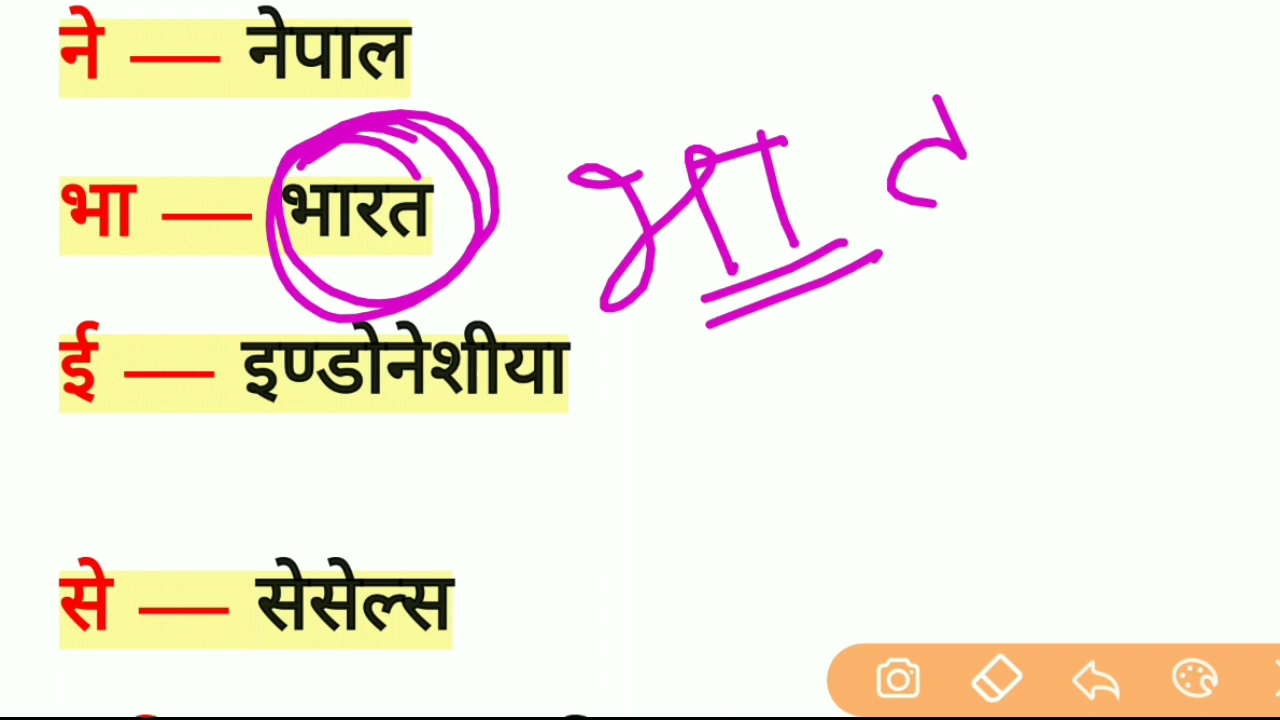 ने — नेपाल
भा — भारत भा
ई — इण्डोनेशीया
से — सेसेल्स